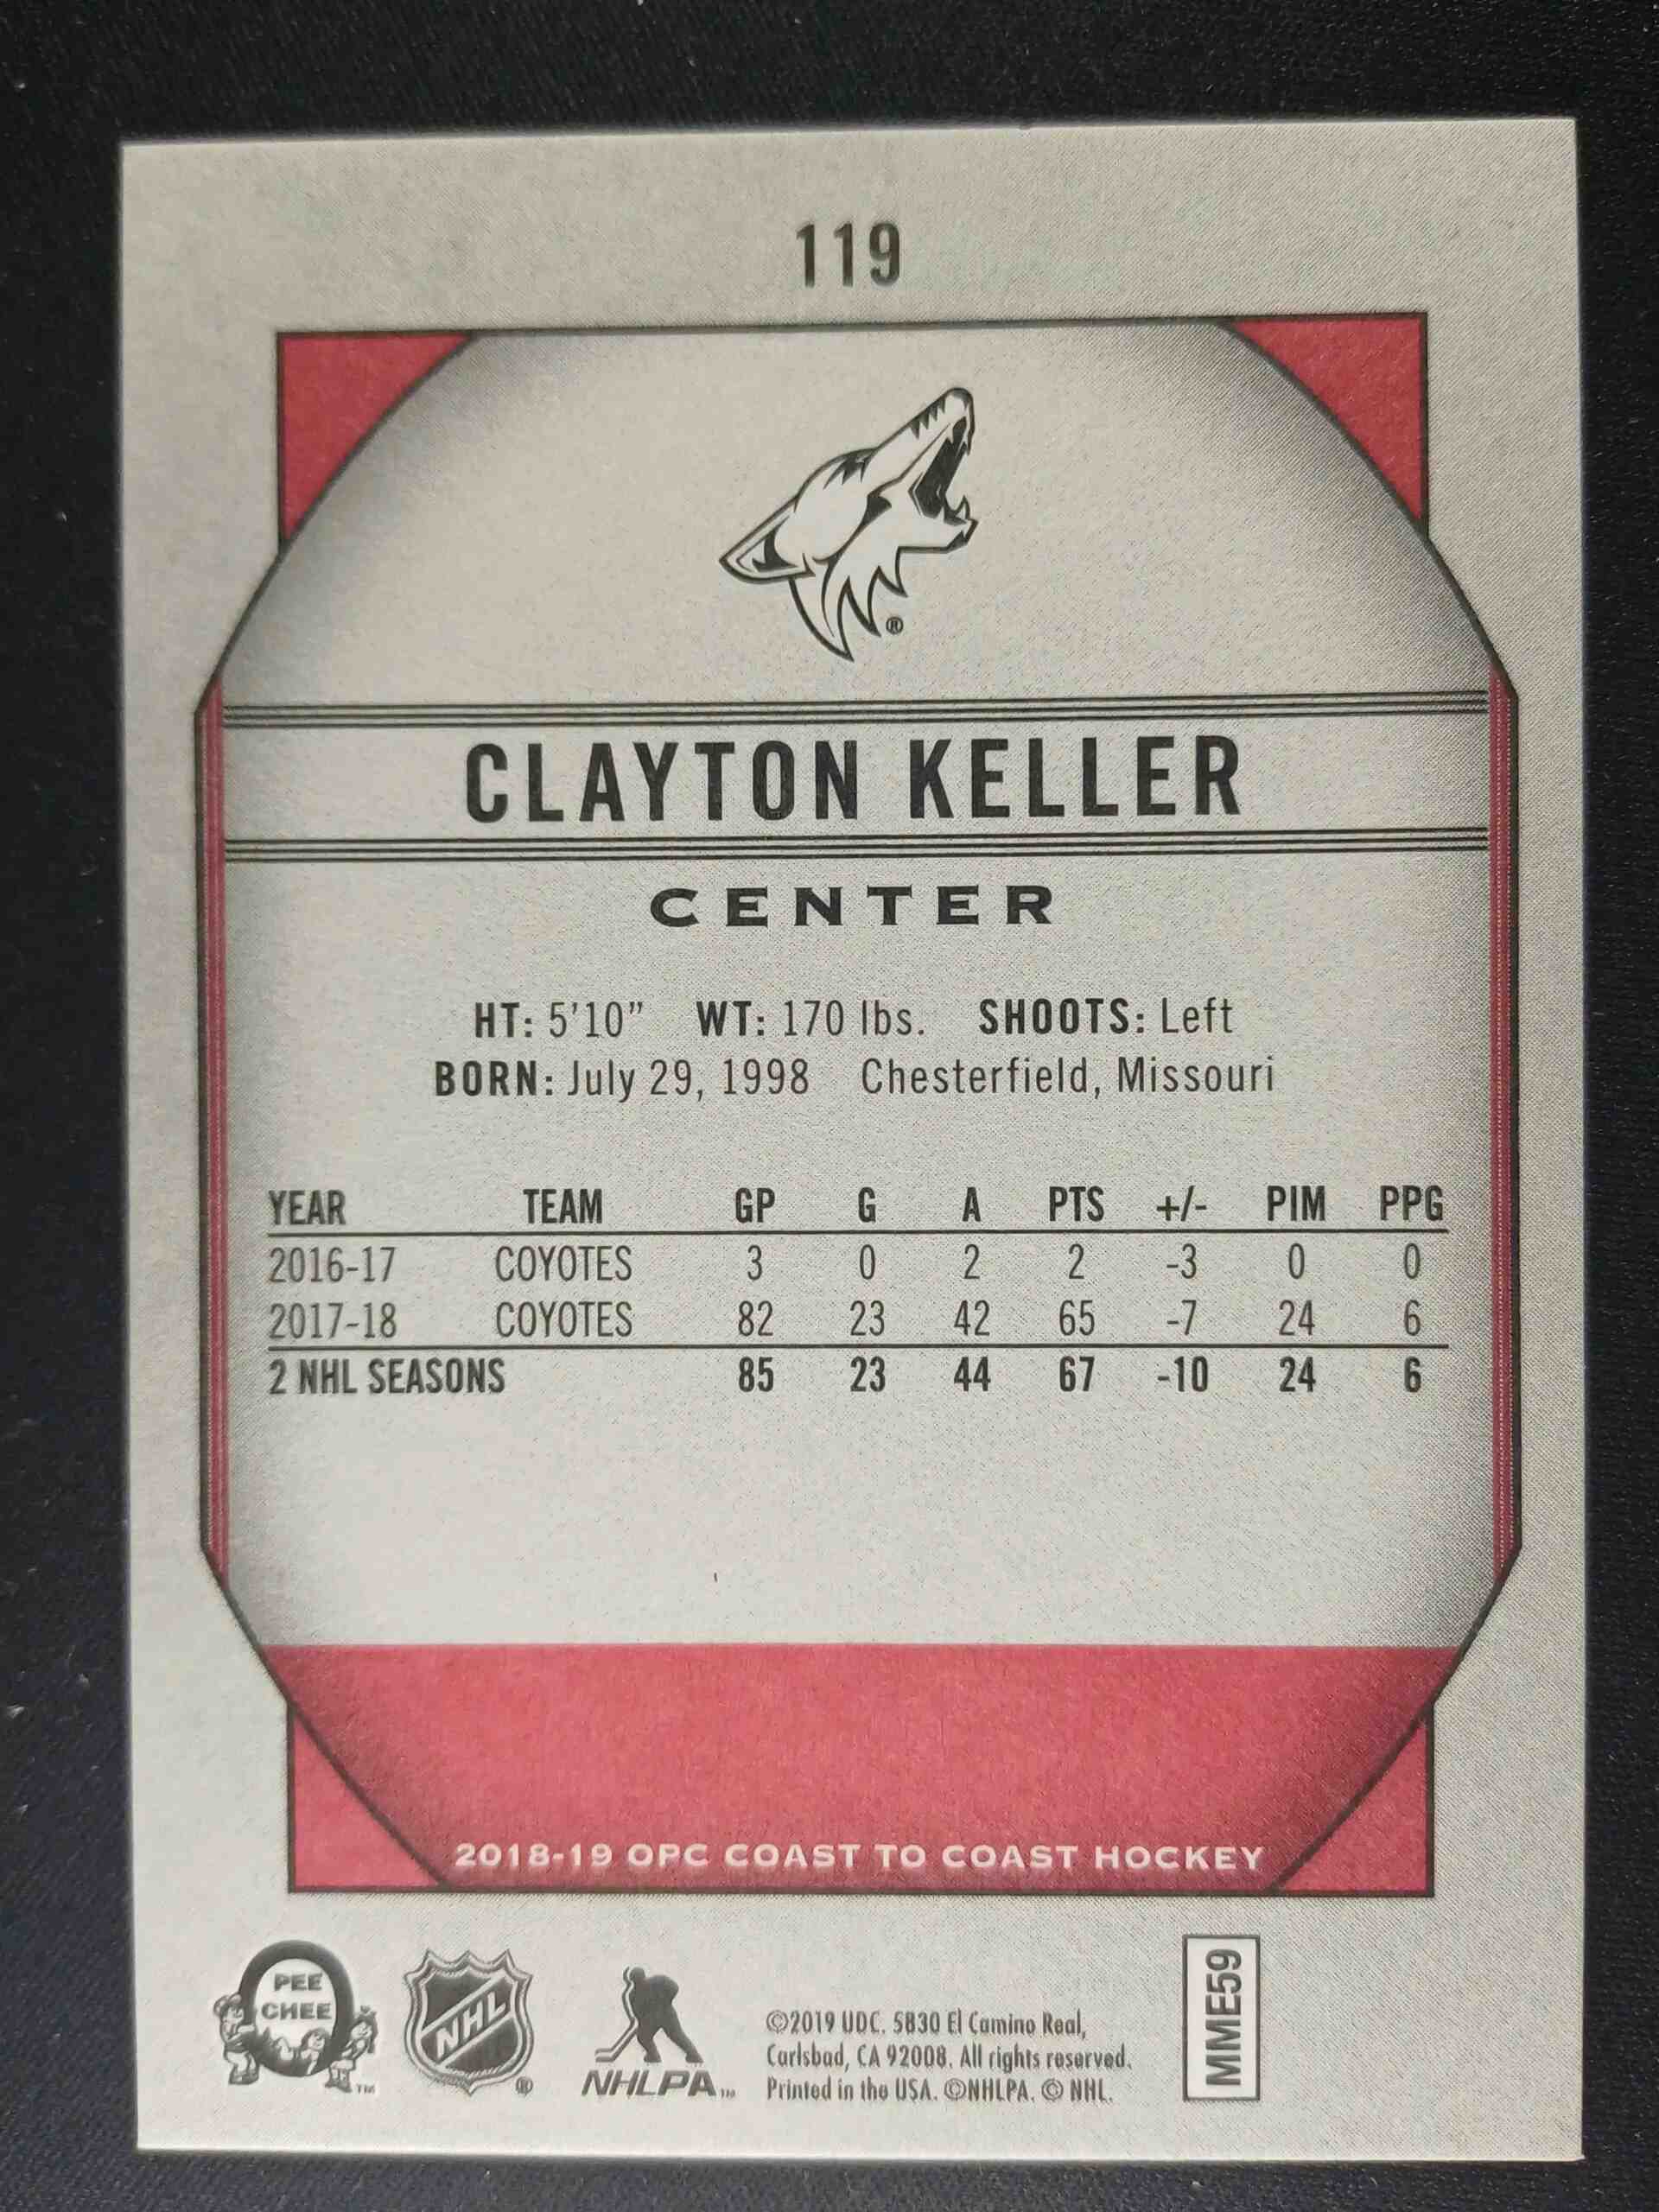 119
®
CLAYTON KELLER
CENTER
HT: 5'10” WT: 170 lbs. SHOOTS: Left
BORN: July 29, 1998 Chesterfield, Missouri
YEAR TEAM GP G A PTS +/- PIM PPG
2016-17 COYOTES 3 0 2 2 -3 0 0
2017-18 COYOTES 82 23 42 65 -7 24 6
2 NHL SEASONS 85 23 44 67 -10 24 6
2018-19 OPC COAST TO COAST HOCKEY
O
PEE
CHEE
TM
NHL
®
NHLPA™
©2019 UDC. 5830 El Camino Real,
Carlsbad, CA 92008. All rights reserved.
Printed in the USA. ©NHLPA. © NHL.
MME59